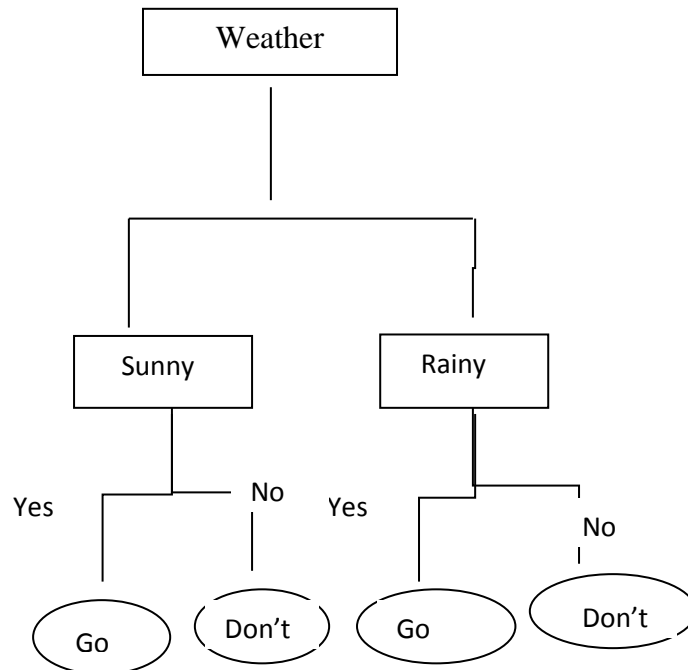 Weather
Sunny
Rainy
Yes
No
Yes
No
Go
Don't
Go
Don't